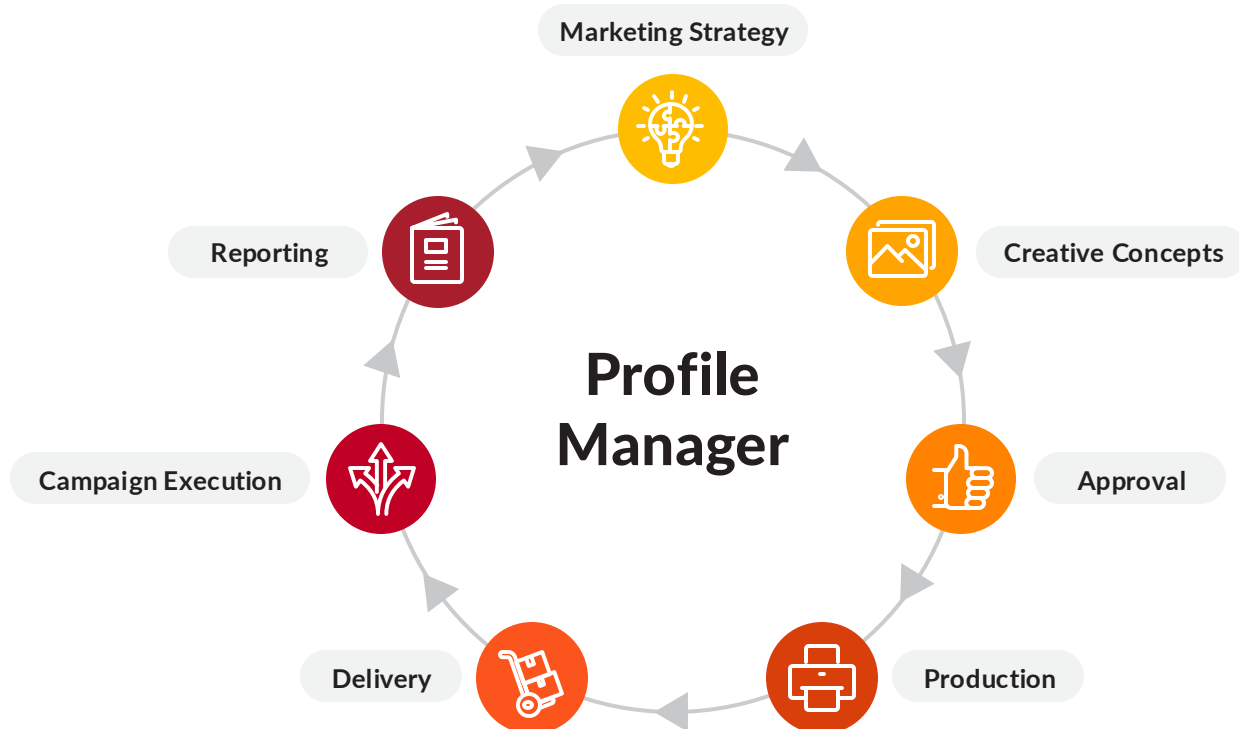 Marketing Strategy
Reporting
Creative Concepts
Profile
Manager
Campaign Execution
Approval
Delivery
Production